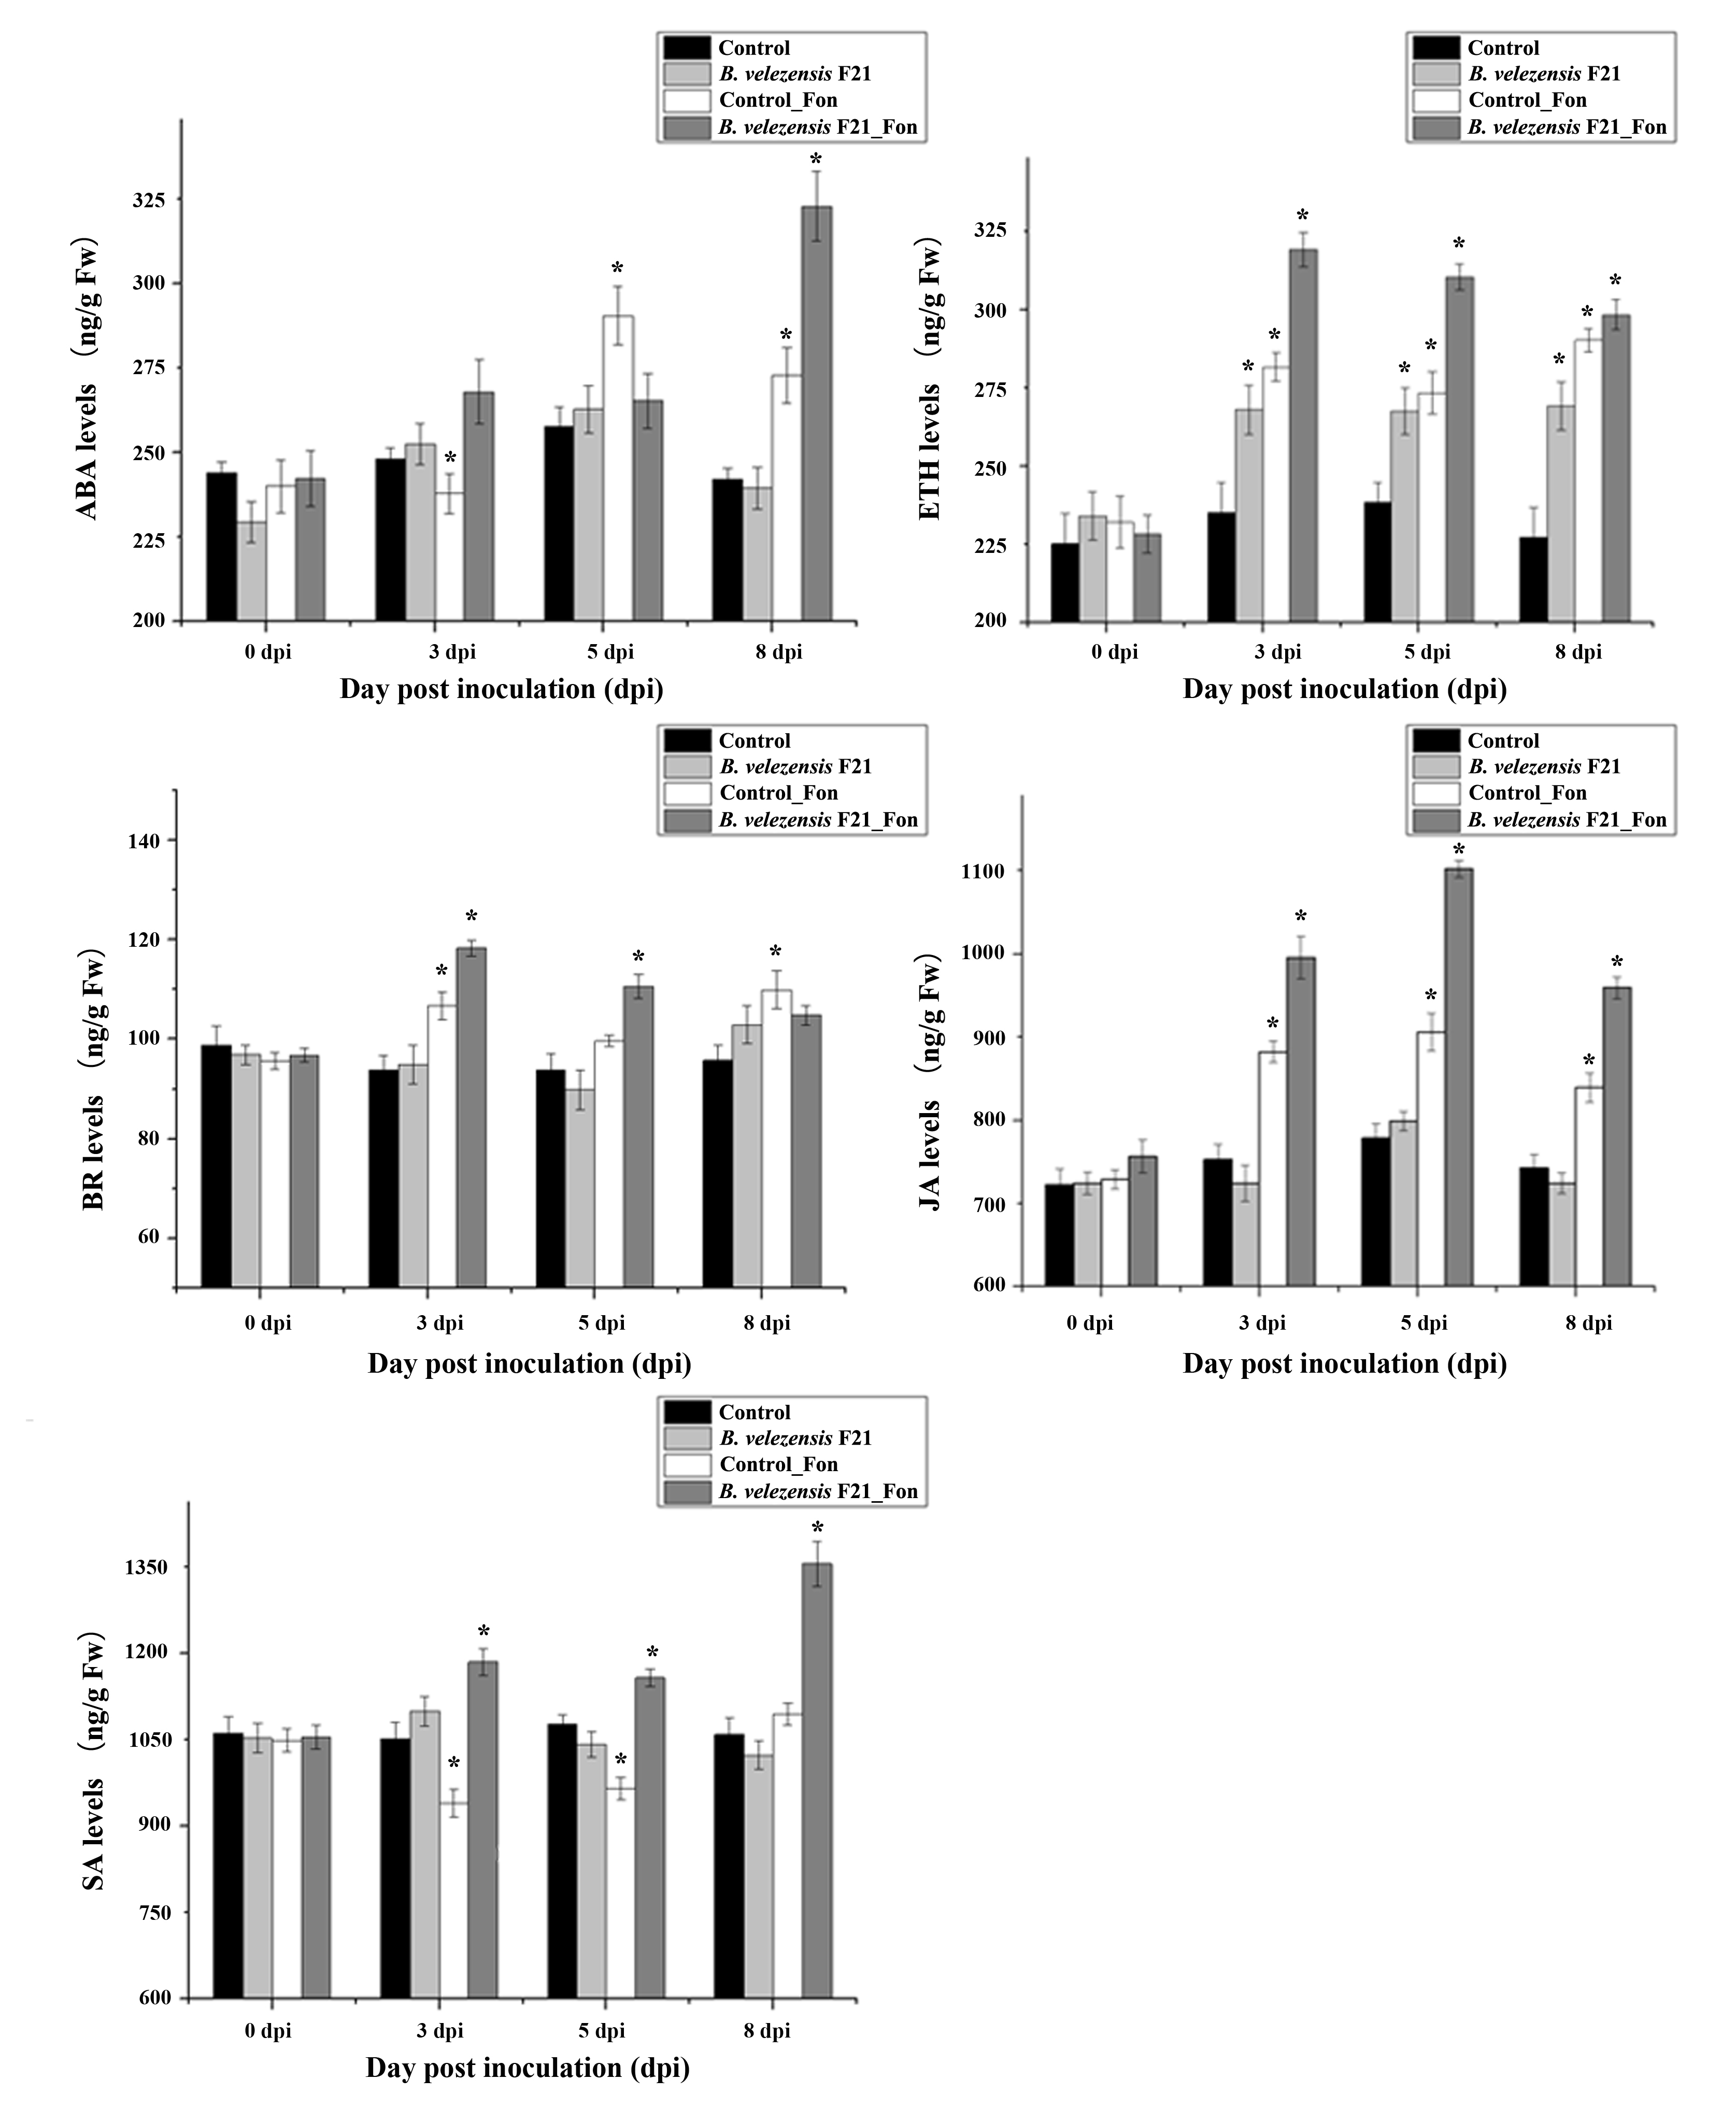 Control
B. velezensis F21
Control_Fon
B. velezensis F21_Fon
ABA levels （ng/g Fw）
325
300
275
250
225
200
*
*
*
*
0 dpi
3 dpi
5 dpi
8 dpi
Day post inoculation (dpi)
Control
B. velezensis F21
Control_Fon
B. velezensis F21_Fon
ETH levels （ng/g Fw）
325
300
275
250
225
200
*
*
*
*
*
*
*
*
*
0 dpi
3 dpi
5 dpi
8 dpi
Day post inoculation (dpi)
Control
B. velezensis F21
Control_Fon
B. velezensis F21_Fon
BR levels （ng/g Fw）
140
120
100
80
60
*
*
*
*
0 dpi
3 dpi
5 dpi
8 dpi
Day post inoculation (dpi)
Control
B. velezensis F21
Control_Fon
B. velezensis F21_Fon
JA levels （ng/g Fw）
1100
1000
900
800
700
600
*
*
*
*
*
*
0 dpi
3 dpi
5 dpi
8 dpi
Day post inoculation (dpi)
Control
B. velezensis F21
Control_Fon
B. velezensis F21_Fon
SA levels （ng/g Fw）
1350
1200
1050
900
750
600
*
*
*
*
*
0 dpi
3 dpi
5 dpi
8 dpi
Day post inoculation (dpi)